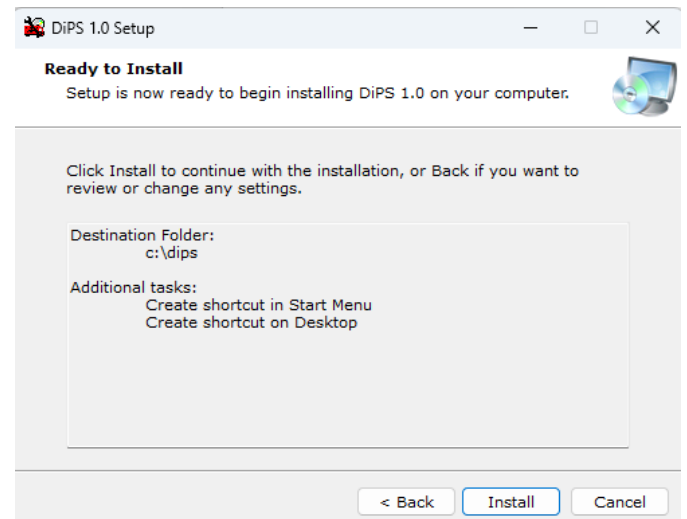 DiPS 1.0 Setup
Ready to Install
Setup is now ready to begin installing DiPS 1.0 on your computer.
Click Install to continue with the installation, or Back if you want to
review or change any settings.
Destination Folder:
c:\dips
Additional tasks:
Create shortcut in Start Menu
Create shortcut on Desktop
< Back
Install
Cancel